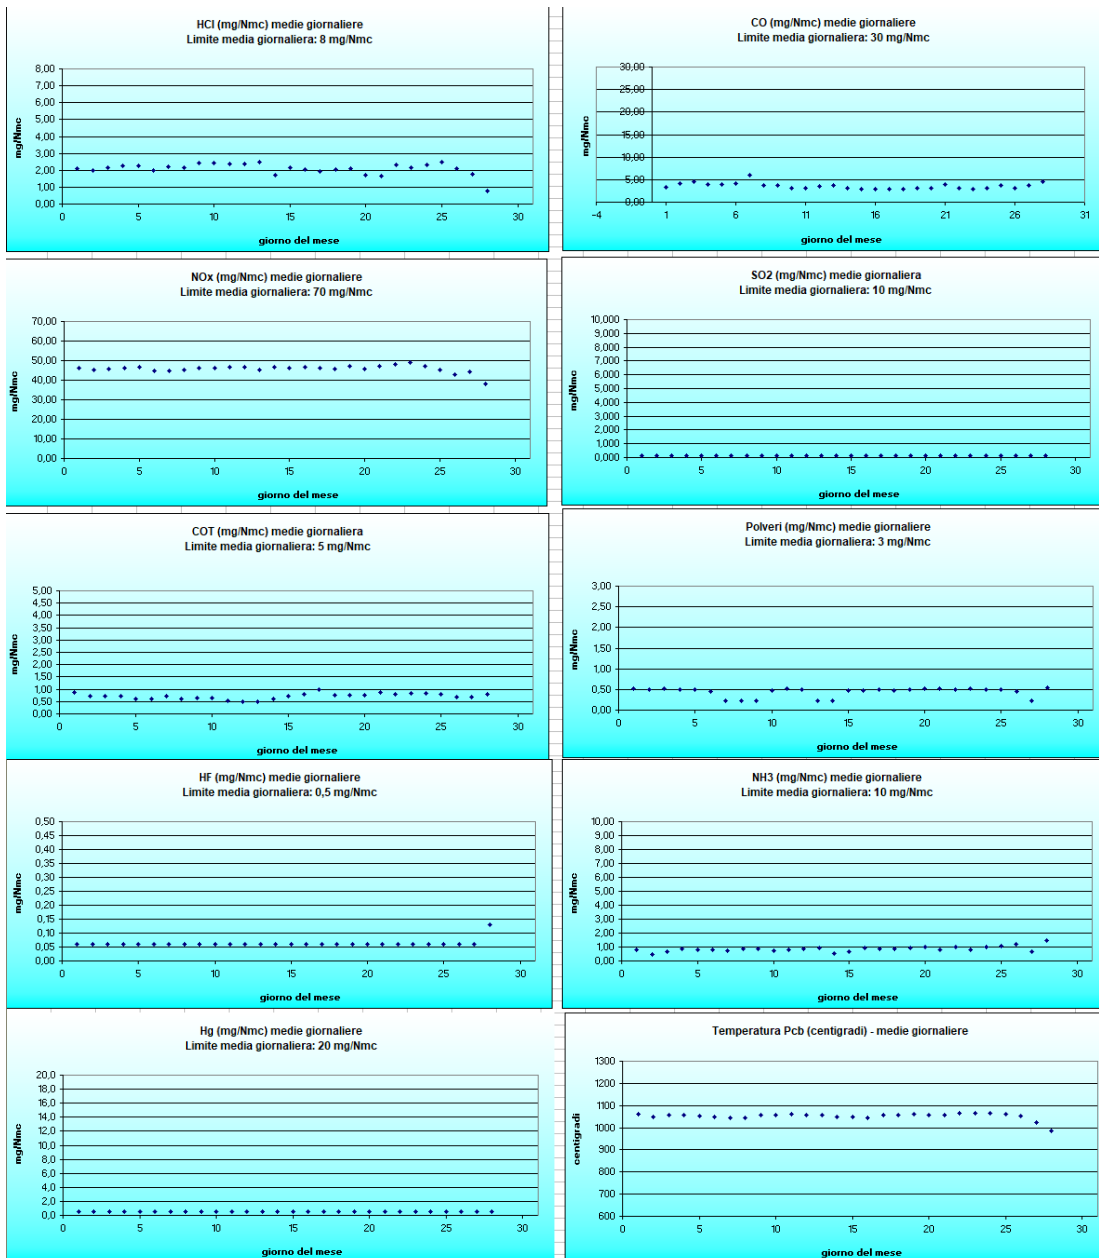 HCl (mg/Nmc) medie giornaliere
Limite media giornaliera: 8 mg/Nmc
mg/Nmc
8,00
7,00
6,00
5,00
4,00
3,00
2,00
1,00
0,00
0 5 10 15 20 25 30
giorno del mese
CO (mg/Nmc) medie giornaliere
Limite media giornaliera: 30 mg/Nmc
mg/Nmc
30,00
25,00
20,00
15,00
10,00
5,00
0,00
-4 1 6 11 16 21 26 31
giorno del mese
NOx (mg/Nmc) medie giornaliere
Limite media giornaliera: 70 mg/Nmc
mg/Nmc
70,00
60,00
50,00
40,00
30,00
20,00
10,00
0,00
0 5 10 15 20 25 30
giorno del mese
SO2 (mg/Nmc) medie giornaliera
Limite media giornaliera: 10 mg/Nmc
mg/Nmc
10,000
9,000
8,000
7,000
6,000
5,000
4,000
3,000
2,000
1,000
0,000
0 5 10 15 20 25 30
giorno del mese
COT (mg/Nmc) medie giornaliera
Limite media giornaliera: 5 mg/Nmc
mg/Nmc
5,00
4,50
4,00
3,50
3,00
2,50
2,00
1,50
1,00
0,50
0,00
0 5 10 15 20 25 30
giorno del mese
Polveri (mg/Nmc) medie giornaliere
Limite media giornaliera: 3 mg/Nmc
mg/Nmc
3,00
2,50
2,00
1,50
1,00
0,50
0,00
0 5 10 15 20 25 30
giorno del mese
HF (mg/Nmc) medie giornaliere
Limite media giornaliera: 0,5 mg/Nmc
mg/Nmc
0,50
0,45
0,40
0,35
0,30
0,25
0,20
0,15
0,10
0,05
0,00
0 5 10 15 20 25 30
giorno del mese
NH3 (mg/Nmc) medie giornaliere
Limite media giornaliera: 10 mg/Nmc
mg/Nmc
10,00
9,00
8,00
7,00
6,00
5,00
4,00
3,00
2,00
1,00
0,00
0 5 10 15 20 25 30
giorno del mese
Hg (mg/Nmc) medie giornaliere
Limite media giornaliera: 20 mg/Nmc
mg/Nmc
20,0
18,0
16,0
14,0
12,0
10,0
8,0
6,0
4,0
2,0
0,0
0 5 10 15 20 25 30
giorno del mese
Temperatura Pcb (centigradi) - medie giornaliere
centigradi
1300
1200
1100
1000
900
800
700
600
0 5 10 15 20 25 30
giorno del mese